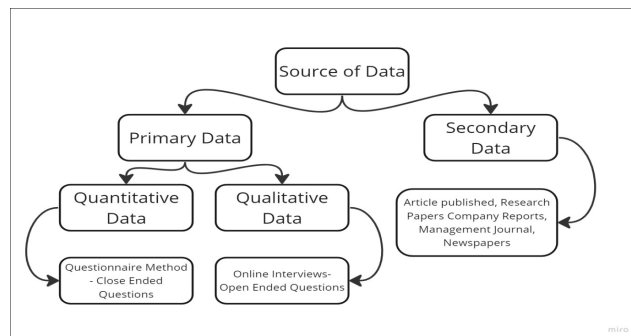 Source of Data
Primary Data
Secondary
Data
Quantitative
Data
Qualitative
Data
Article published, Research
Papers Company Reports,
Management Journal,
Newspapers
Questionnaire Method
- Close Ended
Questions
Online Interviews-
Open Ended Questions
miro